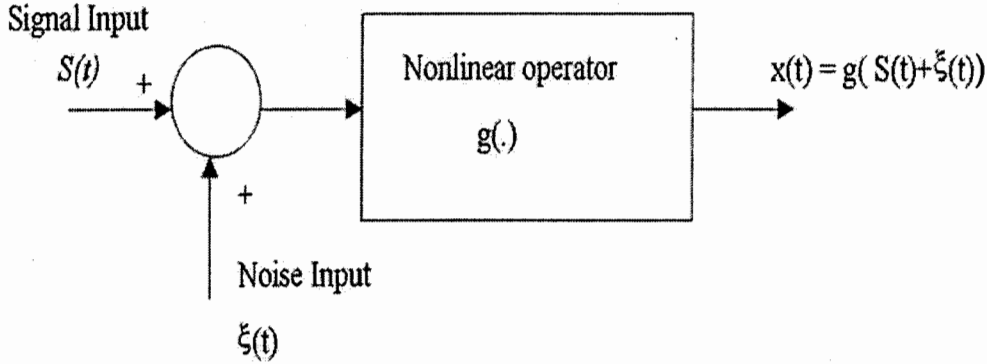 Signal Input
S(t)
+
Nonlinear operator
g(.)
x(t) = g( S(t)+ξ(t))
+
Noise Input
ξ(t)